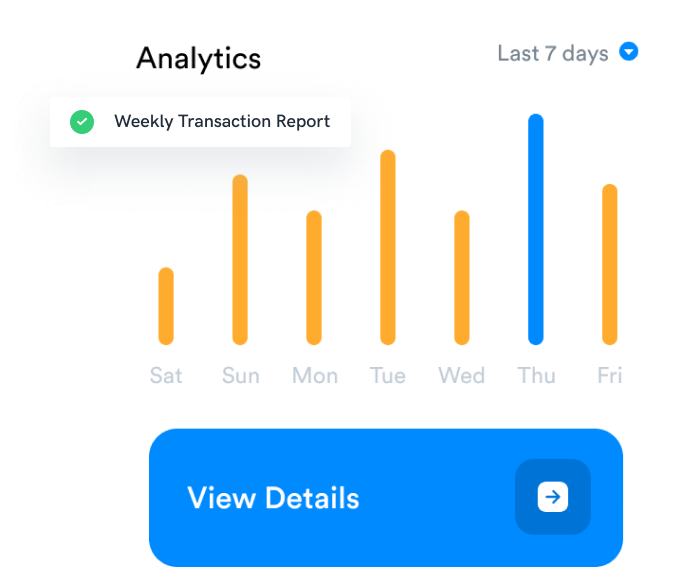 Analytics
Last 7 days
Weekly Transaction Report
Sat Sun Mon Tue Wed Thu Fri
View Details